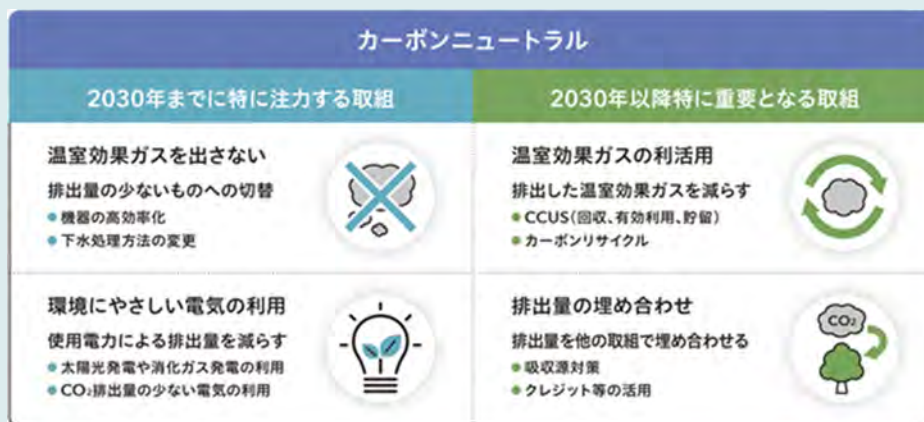 カーボンニュートラル
2030年までに特に注力する取組
温室効果ガスを出さない
排出量の少ないものへの切替
●機器の高効率化
●下水処理方法の変更
環境にやさしい電気の利用
使用電力による排出量を減らす
●太陽光発電や消化ガス発電の利用
●CO₂排出量の少ない電気の利用
2030年以降特に重要となる取組
温室効果ガスの利活用
排出した温室効果ガスを減らす
●CCUS(回収、有効利用、貯留)
●カーボンリサイクル
排出量の埋め合わせ
排出量を他の取組で埋め合わせる
●吸収源対策
●クレジット等の活用
CO₂